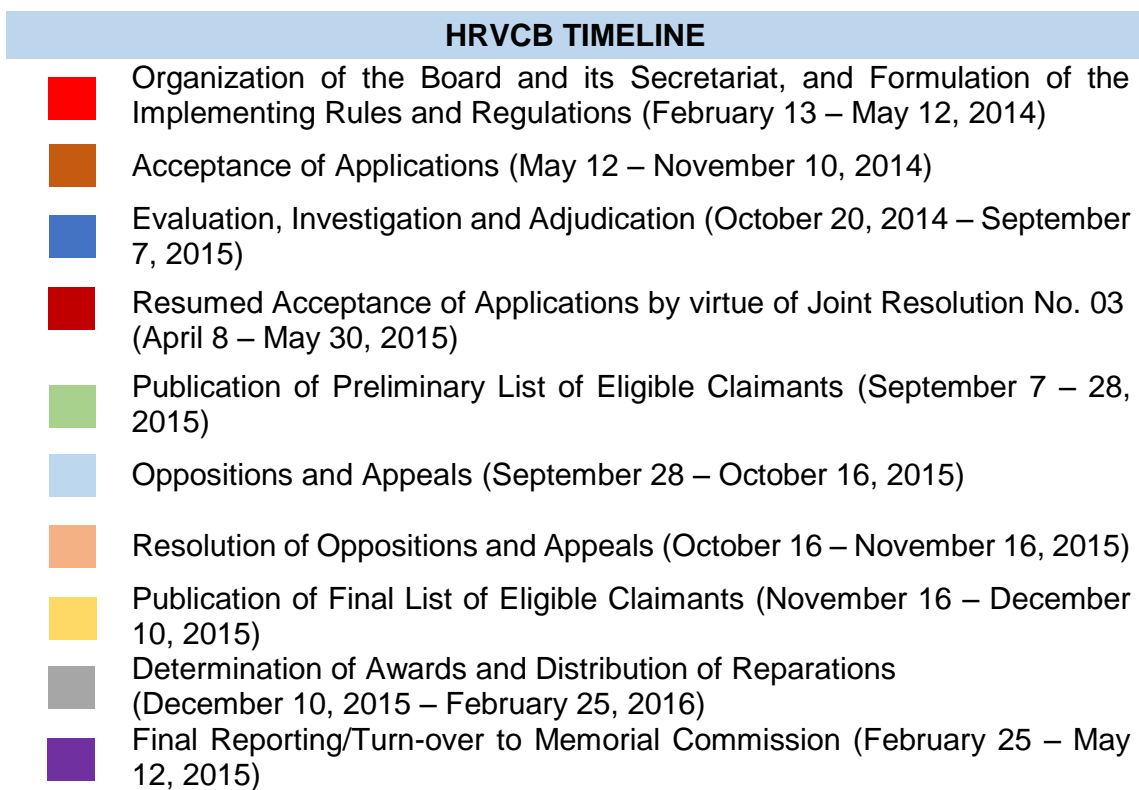 HRVCB TIMELINE
Organization of the Board and its Secretariat, and Formulation of the
Implementing Rules and Regulations (February 13 – May 12, 2014)
Acceptance of Applications (May 12 – November 10, 2014)
Evaluation, Investigation and Adjudication (October 20, 2014 – September
7, 2015)
Resumed Acceptance of Applications by virtue of Joint Resolution No. 03
(April 8 – May 30, 2015)
Publication of Preliminary List of Eligible Claimants (September 7 – 28,
2015)
Oppositions and Appeals (September 28 – October 16, 2015)
Resolution of Oppositions and Appeals (October 16 – November 16, 2015)
Publication of Final List of Eligible Claimants (November 16 – December
10, 2015)
Determination of Awards and Distribution of Reparations
(December 10, 2015 – February 25, 2016)
Final Reporting/Turn-over to Memorial Commission (February 25 – May
12, 2015)